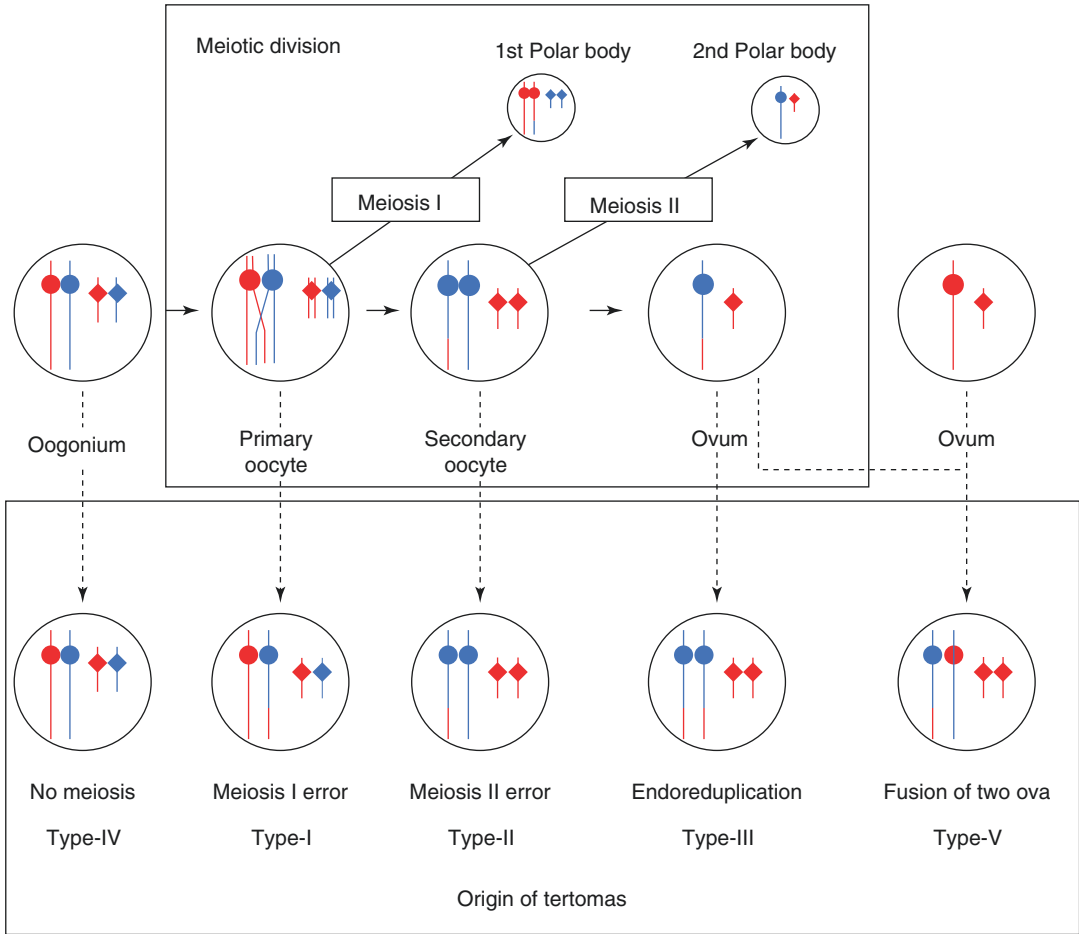 Meiotic division
1st Polar body
2nd Polar body
Meiosis I
Meiosis II
Oogonium
Primary
oocyte
Secondary
oocyte
Ovum
Ovum
No meiosis
Meiosis I error
Meiosis II error
Endoreduplication
Fusion of two ova
Type-IV
Type-I
Type-II
Type-III
Type-V
Origin of tertomas